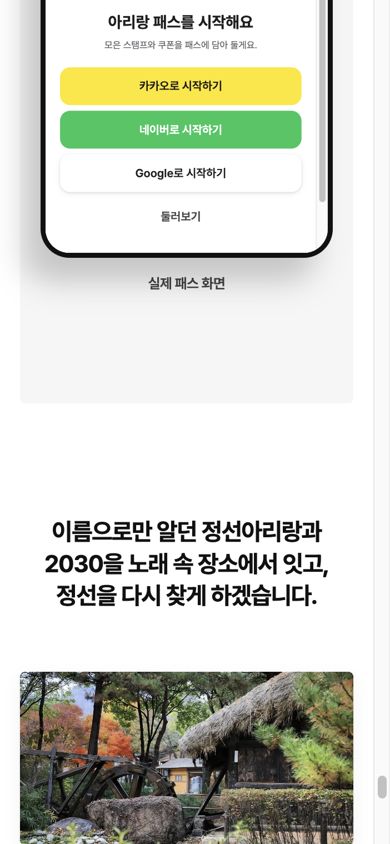 아리랑 패스를 시작해요
모은 스탬프와 쿠폰을 패스에 담아 둘게요.
카카오로 시작하기
네이버로 시작하기
Google로 시작하기
둘러보기
실제 패스 화면
이름으로만 알던 정선아리랑과
2030을 노래 속 장소에서 잇고,
정선을 다시 찾게 하겠습니다.